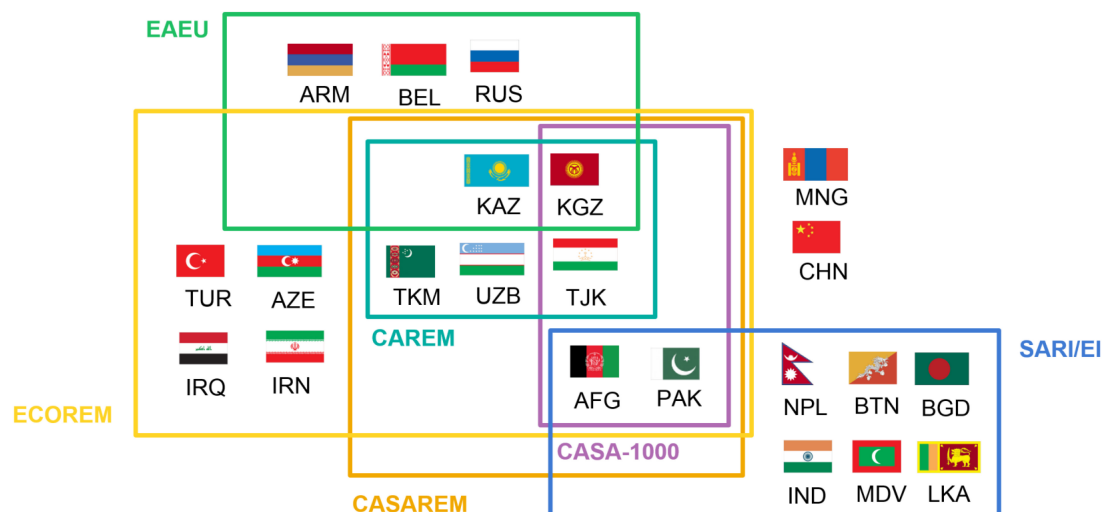 EAEU
ARM BEL RUS
KAZ KGZ
MNG
CHN
TUR AZE
TKM UZB TJK
CAREM
SARI/EI
IRQ IRN
AFG PAK
NPL BTN BGD
ECOREM
CASA-1000
CASAREM
IND MDV LKA